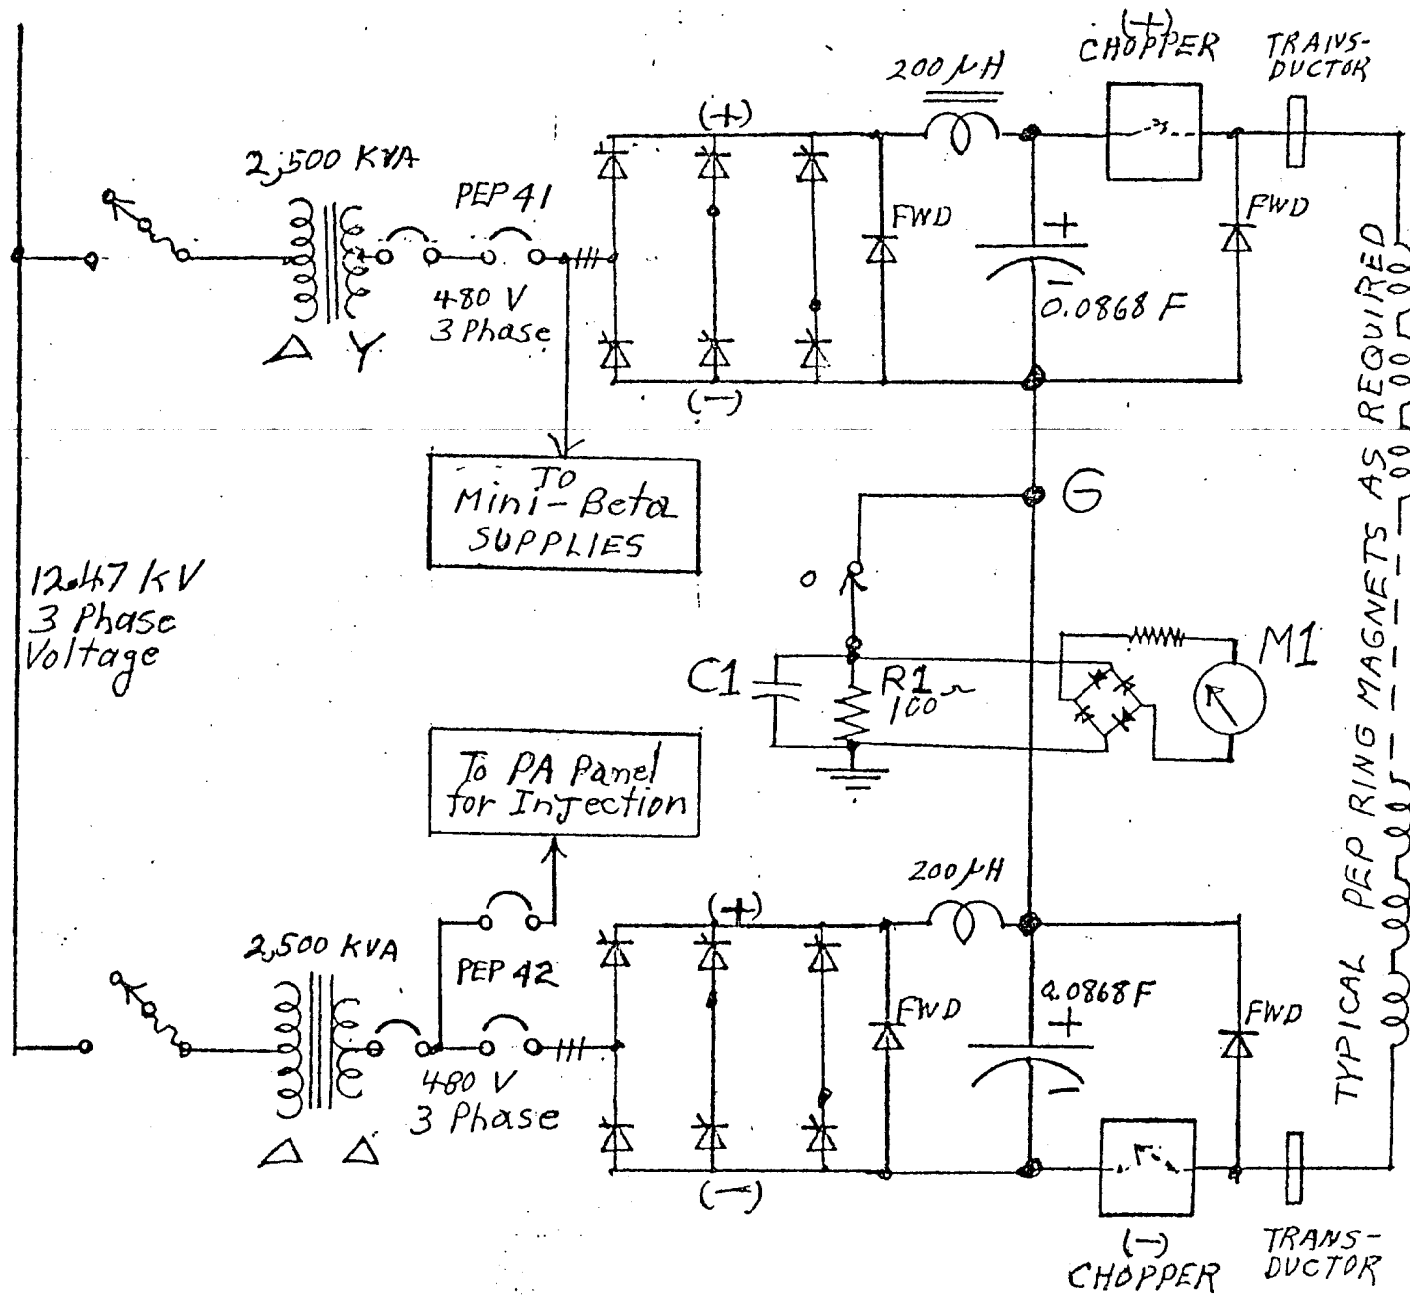 (+)
CHOPPER
TRANS-
DUCTOR
200 μH
(+)
2,500 KVA
PEP 41
FWD
FWD
+
480 V
3 Phase
-
0.0868 F
Δ Y
(-)
TO
Mini-Beta
SUPPLIES
G
12.47 KV
3 Phase
Voltage
O
M1
C1
R1
100 Ω
To PA Panel
for Injection
TYPICAL PEP RING MAGNETS AS REQUIRED
200 μH
(+)
2,500 KVA
PEP 42
0.0868 F
FWD
+
FWD
480 V
3 Phase
-
Δ Δ
(-)
(-)
CHOPPER
TRANS-
DUCTOR